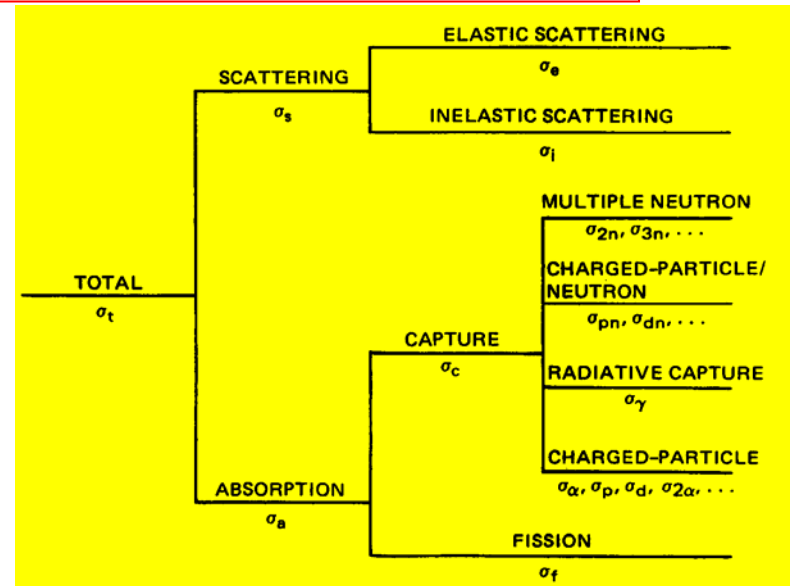 ELASTIC SCATTERING
σe
SCATTERING
σs
INELASTIC SCATTERING
σi
MULTIPLE NEUTRON
σ2n, σ3n, . . .
TOTAL
σt
CHARGED–PARTICLE/
NEUTRON
σpn, σdn, . . .
CAPTURE
σc
RADIATIVE CAPTURE
σγ
CHARGED–PARTICLE
σα, σp, σd, σ2α, . . .
ABSORPTION
σa
FISSION
σf